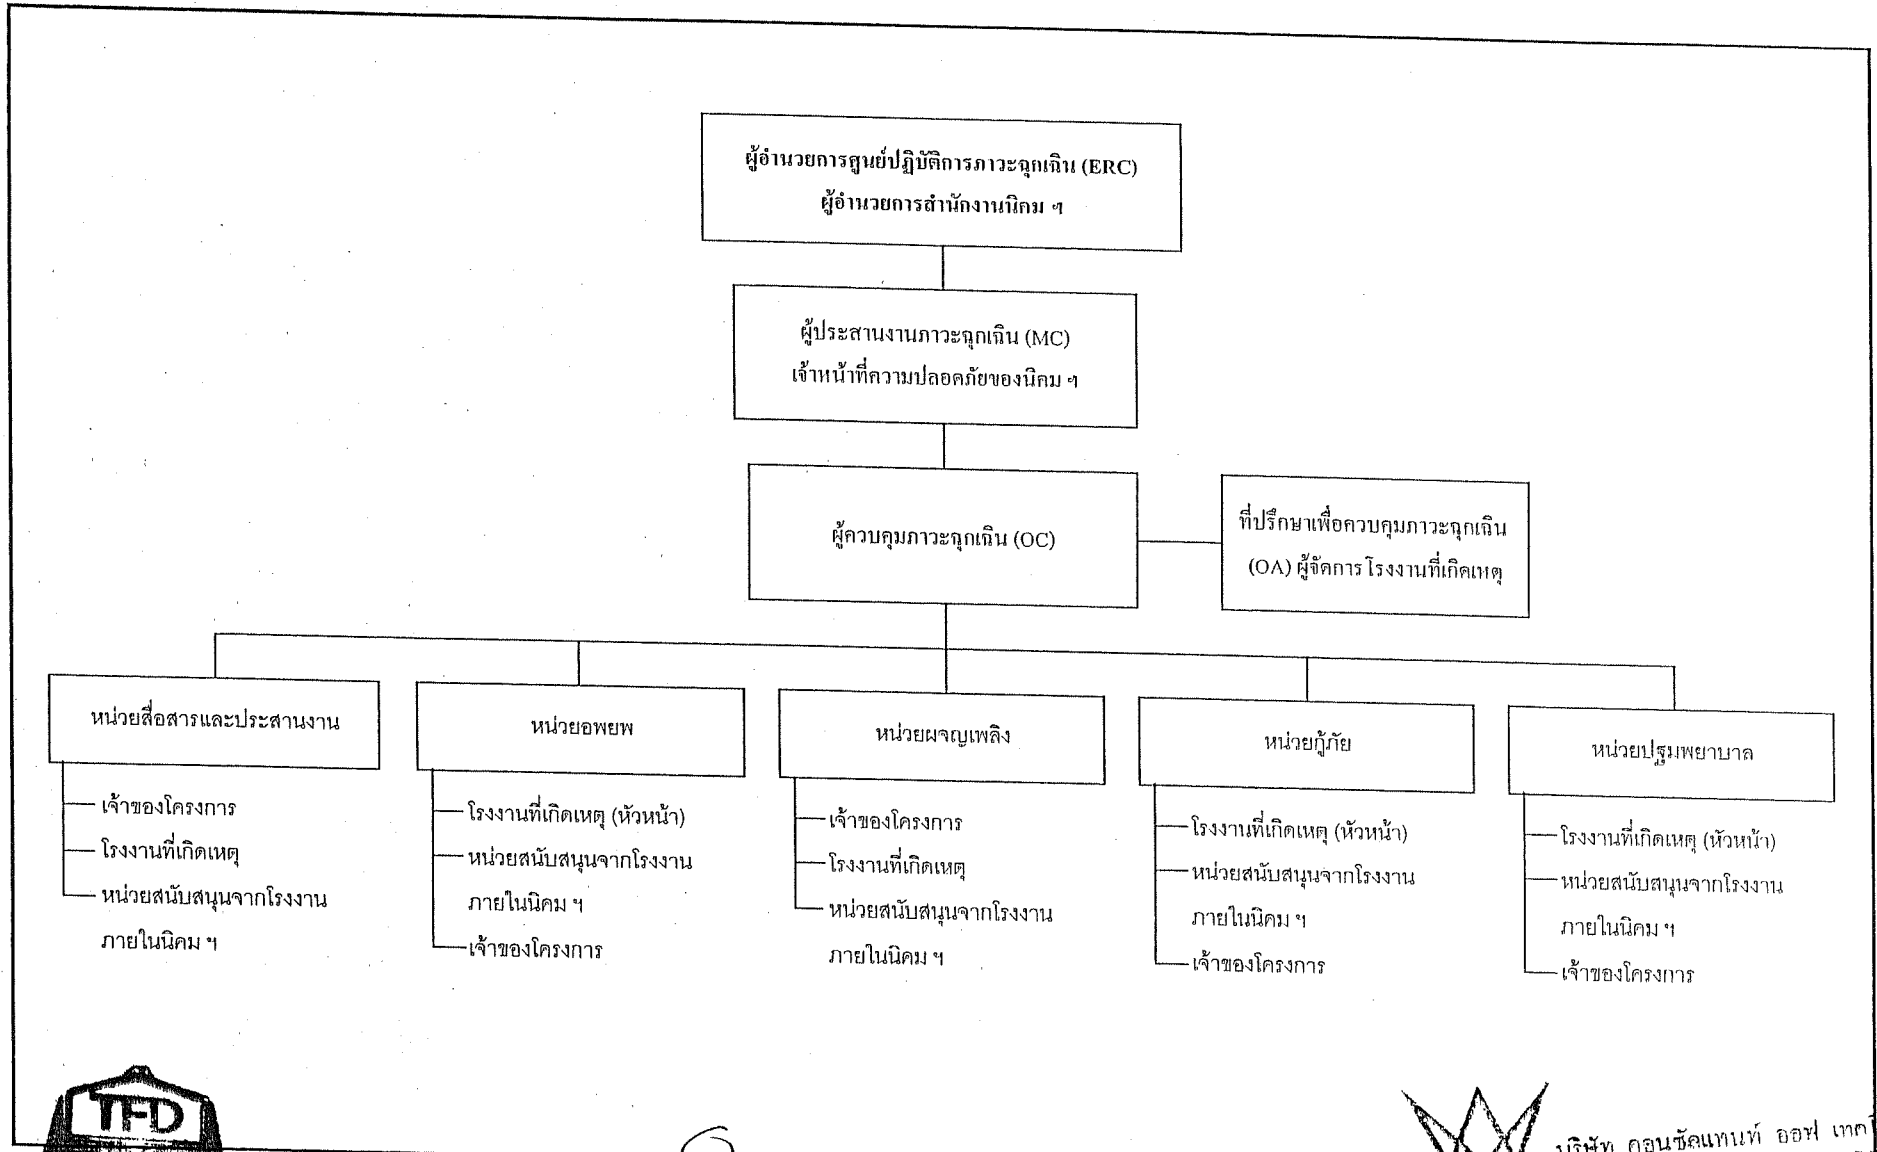 ผู้อำนวยการศูนย์ปฏิบัติการภาวะฉุกเฉิน (ERC)
ผู้อำนวยการสำนักงานนิคม ฯ
ผู้ประสานงานภาวะฉุกเฉิน (MC)
เจ้าหน้าที่ความปลอดภัยของนิคม ฯ
ผู้ควบคุมภาวะฉุกเฉิน (OC)
ที่ปรึกษาเพื่อควบคุมภาวะฉุกเฉิน
(OA) ผู้จัดการโรงงานที่เกิดเหตุ
หน่วยสื่อสารและประสานงาน
เจ้าของโครงการ
โรงงานที่เกิดเหตุ
หน่วยสนับสนุนจากโรงงาน
ภายในนิคม ฯ
หน่วยอพยพ
โรงงานที่เกิดเหตุ (หัวหน้า)
หน่วยสนับสนุนจากโรงงาน
ภายในนิคม ฯ
เจ้าของโครงการ
หน่วยผจญเพลิง
เจ้าของโครงการ
โรงงานที่เกิดเหตุ
หน่วยสนับสนุนจากโรงงาน
ภายในนิคม ฯ
หน่วยกู้ภัย
โรงงานที่เกิดเหตุ (หัวหน้า)
หน่วยสนับสนุนจากโรงงาน
ภายในนิคม ฯ
เจ้าของโครงการ
หน่วยปฐมพยาบาล
โรงงานที่เกิดเหตุ (หัวหน้า)
หน่วยสนับสนุนจากโรงงาน
ภายในนิคม ฯ
เจ้าของโครงการ
TFD
บริษัท คอนซัลแทนท์ ออฟ